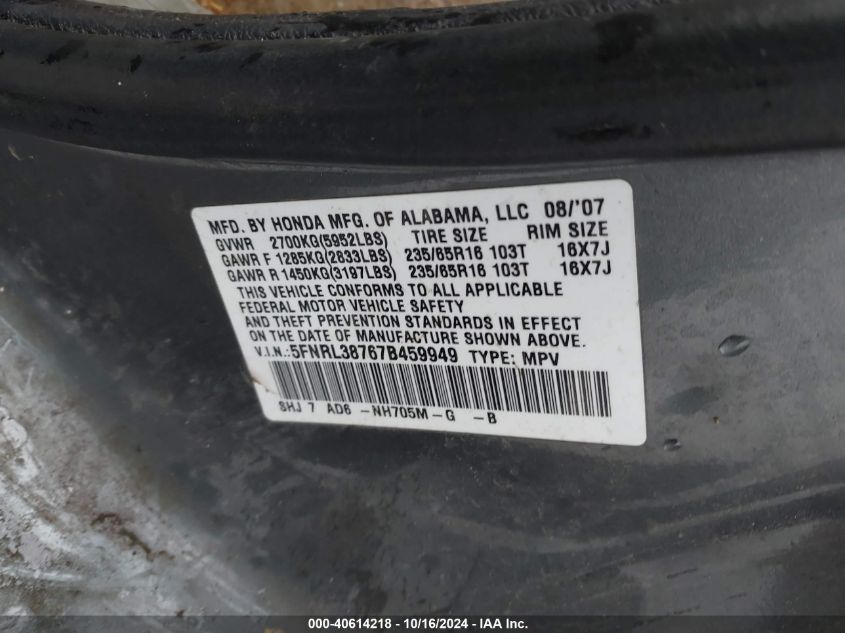 MFD. BY HONDA MFG. OF ALABAMA, LLC 08/'07
GVWR 2700KG(5952LBS) TIRE SIZE RIM SIZE
GAWR F 1285KG(2833LBS) 235/65R16 103T 16X7J
GAWR R 1450KG(3197LBS) 235/65R16 103T 16X7J
THIS VEHICLE CONFORMS TO ALL APPLICABLE
FEDERAL MOTOR VEHICLE SAFETY
AND THEFT PREVENTION STANDARDS IN EFFECT
ON THE DATE OF MANUFACTURE SHOWN ABOVE.
V.I.N.:5FNRL38767B459949 TYPE: MPV
SHJ 7 AD6 -NH705M-G -B
000-40614218 - 10/16/2024 - IAA Inc.